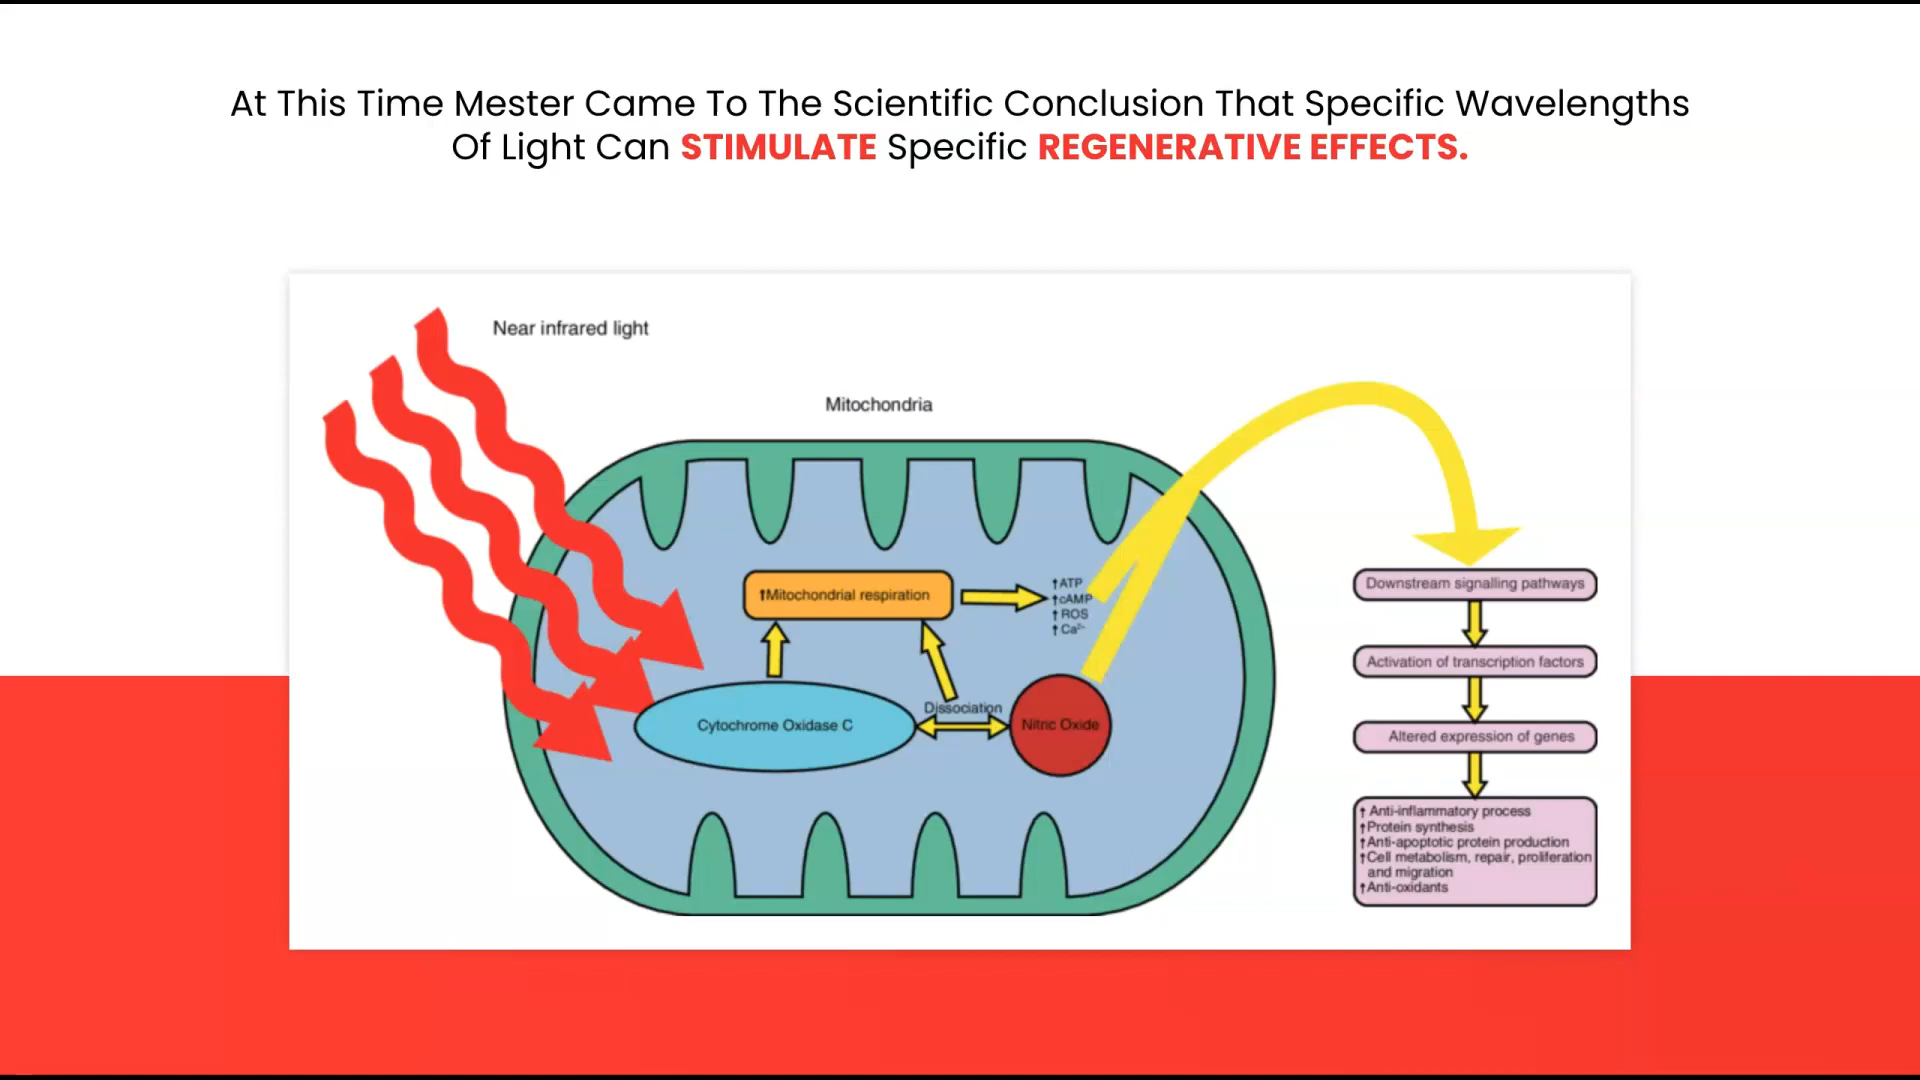 At This Time Mester Came To The Scientific Conclusion That Specific Wavelengths
Of Light Can STIMULATE Specific REGENERATIVE EFFECTS.
Near infrared light
Mitochondria
↑Mitochondrial respiration
↑ATP
↑cAMP
↑ROS
↑Ca²⁻
Cytochrome Oxidase C
Dissociation
Nitric Oxide
Downstream signalling pathways
Activation of transcription factors
Altered expression of genes
↑Anti-inflammatory process
↑Protein synthesis
↑Anti-apoptotic protein production
↑Cell metabolism, repair, proliferation
and migration
↑Anti-oxidants